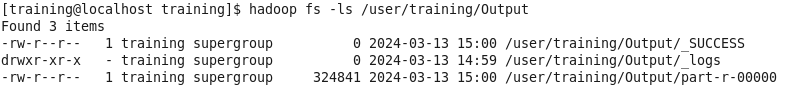 [training@localhost training]$ hadoop fs -ls /user/training/Output
Found 3 items
-rw-r--r--   1 training supergroup          0 2024-03-13 15:00 /user/training/Output/_SUCCESS
drwxr-xr-x   - training supergroup          0 2024-03-13 14:59 /user/training/Output/_logs
-rw-r--r--   1 training supergroup     324841 2024-03-13 15:00 /user/training/Output/part-r-00000